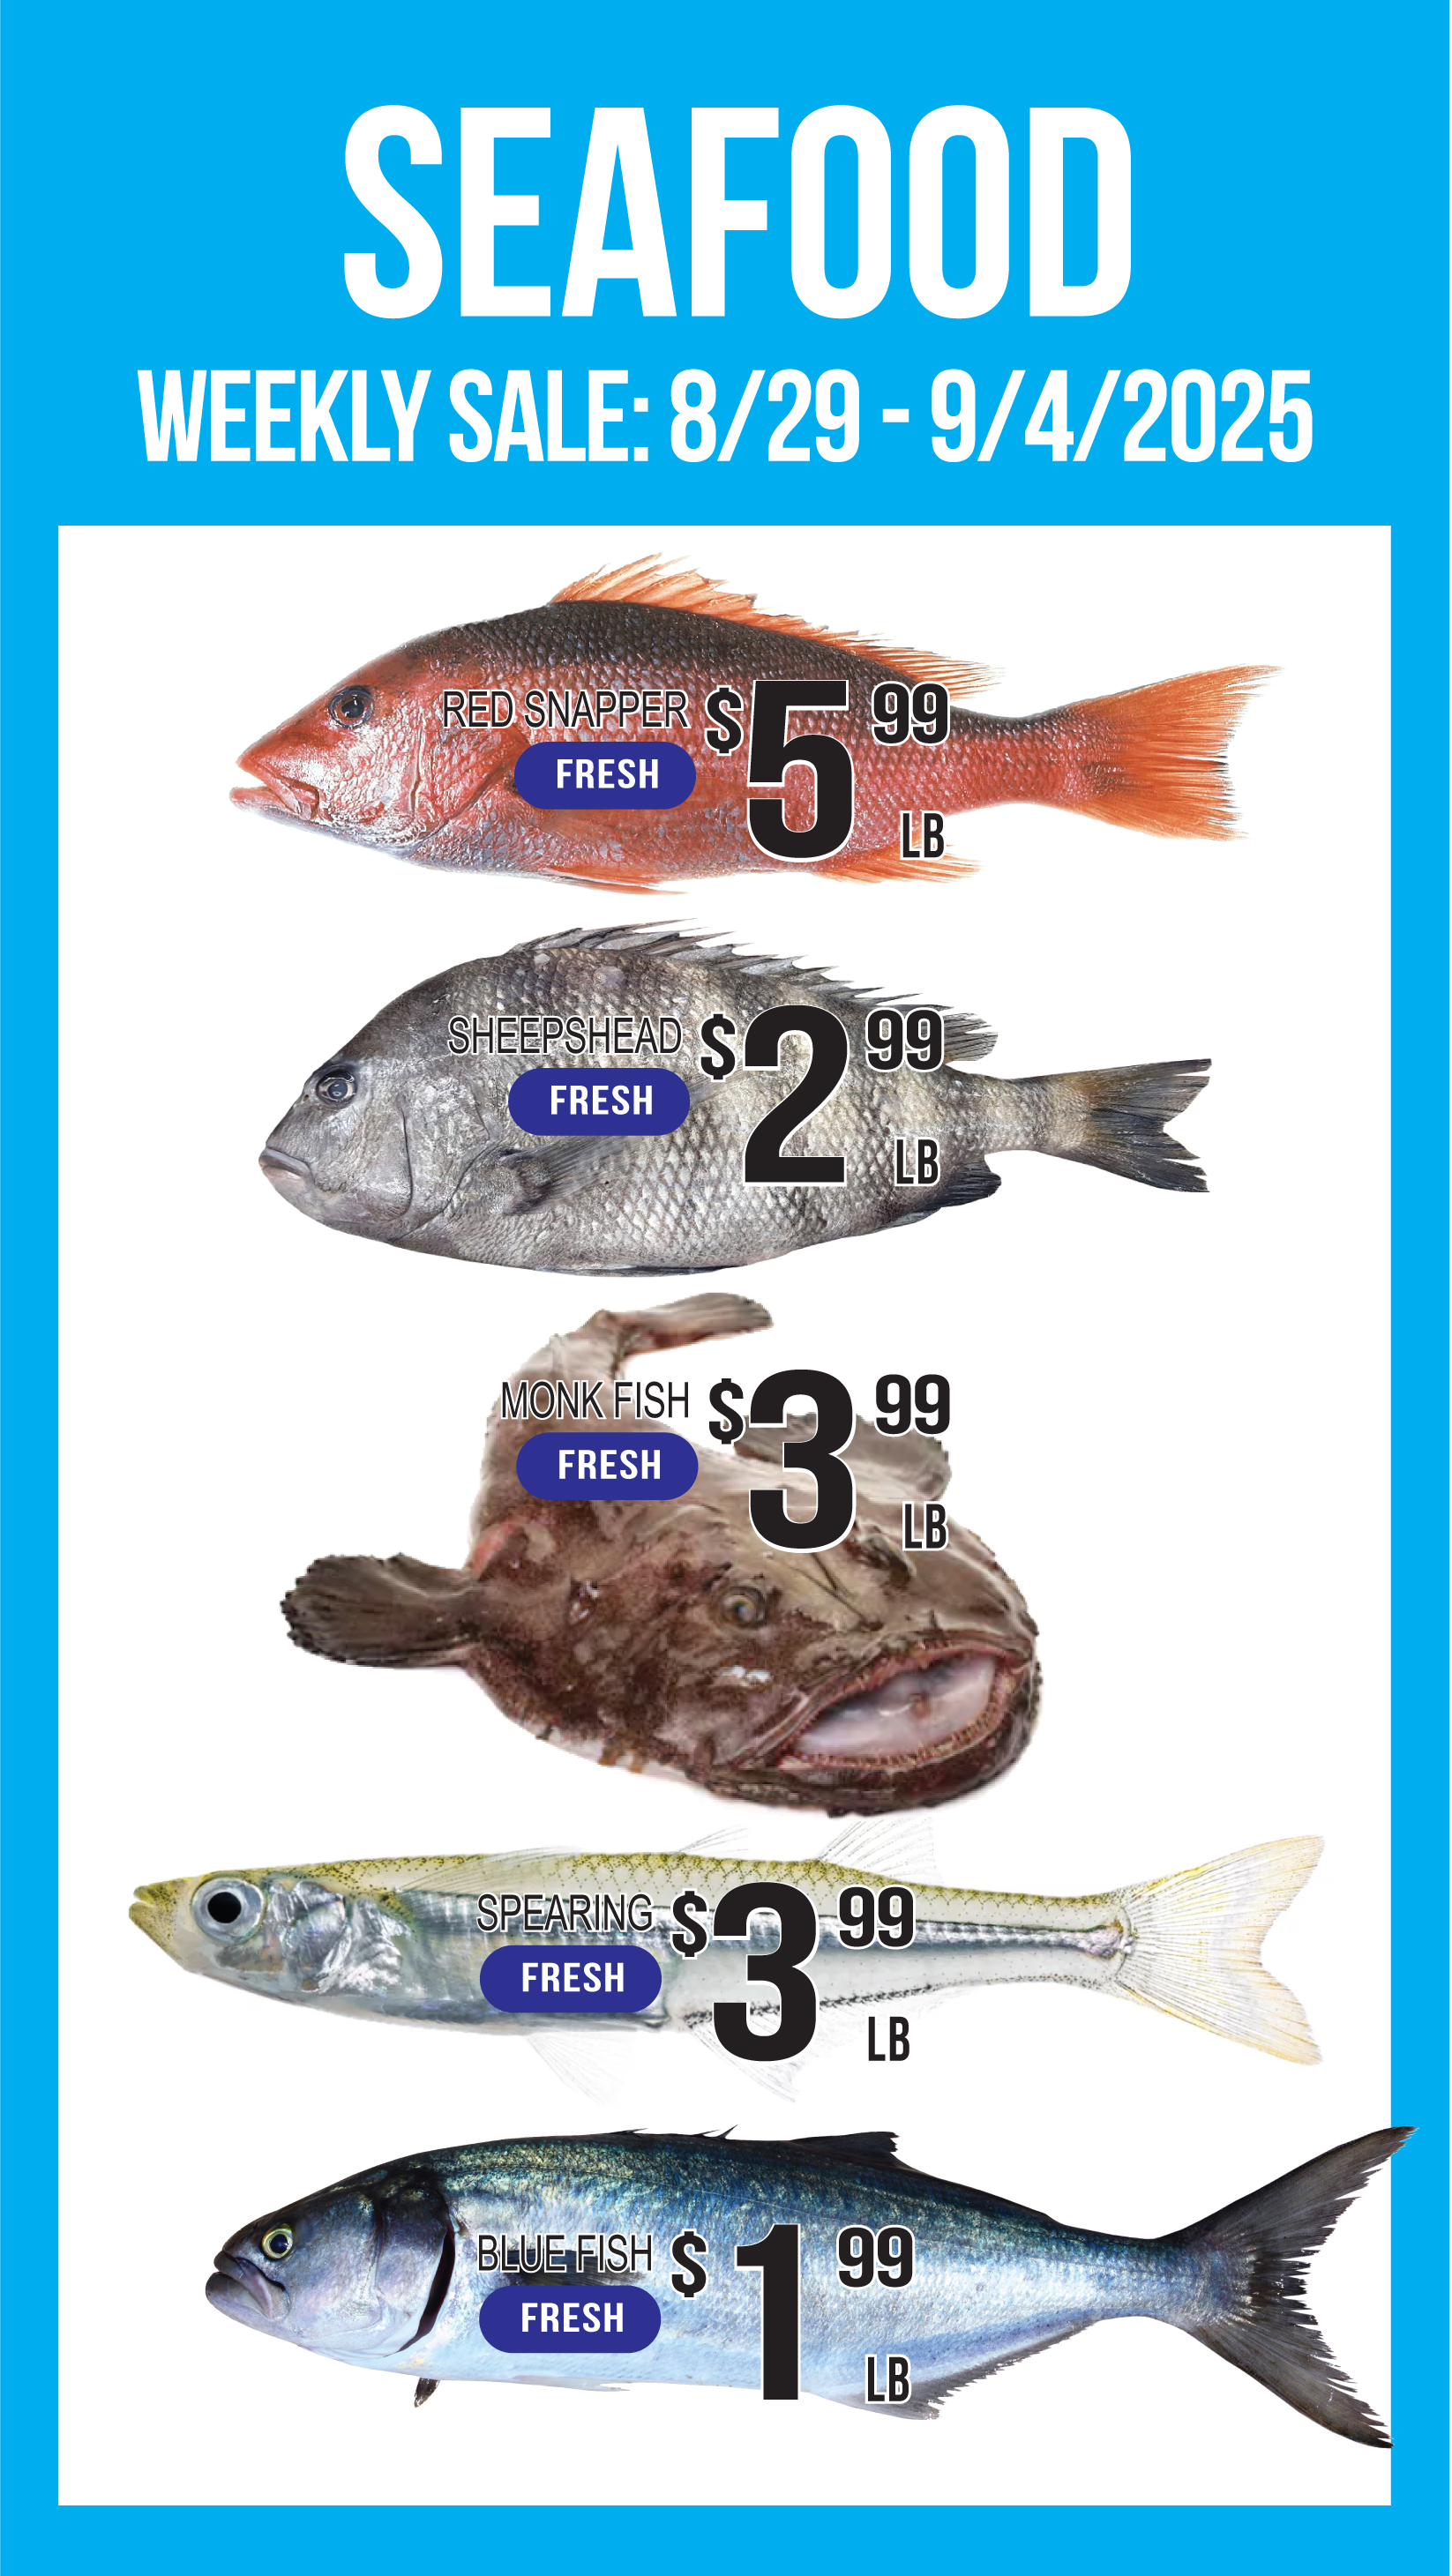 SEAFOOD
WEEKLY SALE: 8/29 - 9/4/2025
RED SNAPPER $5 99
FRESH
LB
SHEEPSHEAD $2 99
FRESH
LB
MONK FISH $3 99
FRESH
LB
SPEARING $3 99
FRESH
LB
BLUE FISH $1 99
FRESH
LB